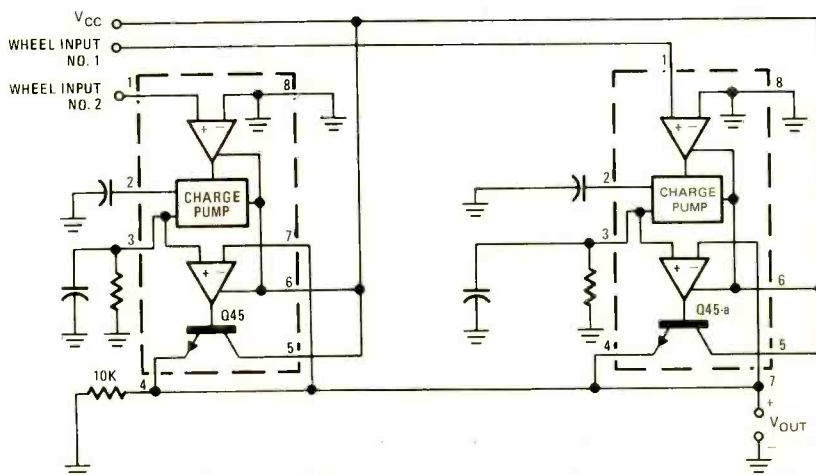 VCC
WHEEL INPUT
NO. 1
WHEEL INPUT
NO. 2
1
8
+ −
2
CHARGE
PUMP
3
7
+ −
6
Q45
5
4
10K
1
8
+ −
2
CHARGE
PUMP
3
+ −
6
Q45-a
4
5
7
+
VOUT
−